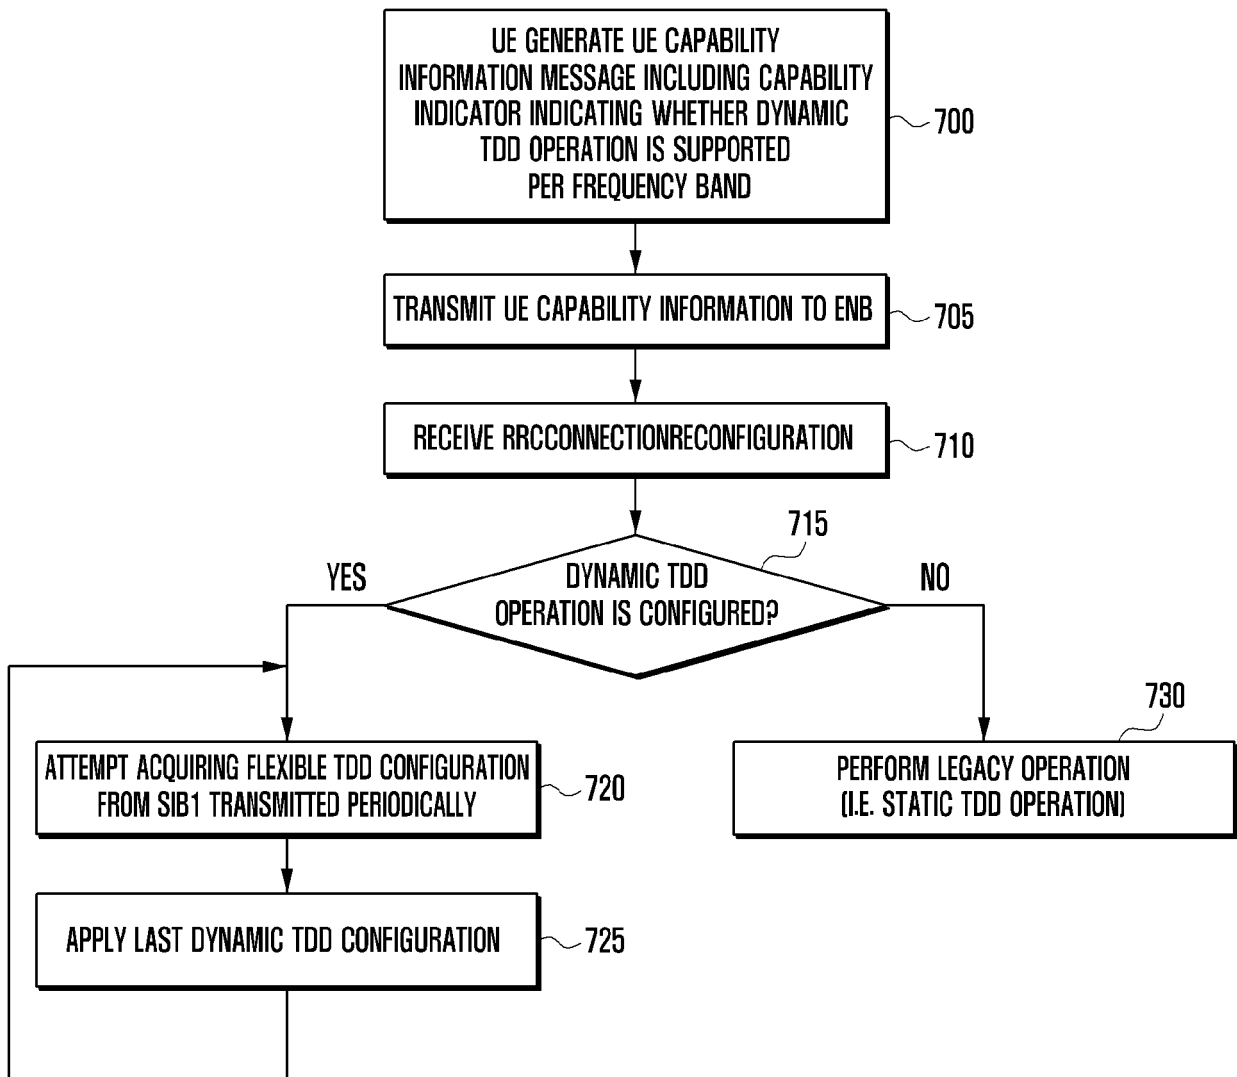 UE GENERATE UE CAPABILITY
INFORMATION MESSAGE INCLUDING CAPABILITY
INDICATOR INDICATING WHETHER DYNAMIC
TDD OPERATION IS SUPPORTED
PER FREQUENCY BAND
700
TRANSMIT UE CAPABILITY INFORMATION TO ENB
705
RECEIVE RRCCONNECTIONRECONFIGURATION
710
715
YES
DYNAMIC TDD
OPERATION IS CONFIGURED?
NO
730
ATTEMPT ACQUIRING FLEXIBLE TDD CONFIGURATION
FROM SIB1 TRANSMITTED PERIODICALLY
720
PERFORM LEGACY OPERATION
(I.E. STATIC TDD OPERATION)
APPLY LAST DYNAMIC TDD CONFIGURATION
725